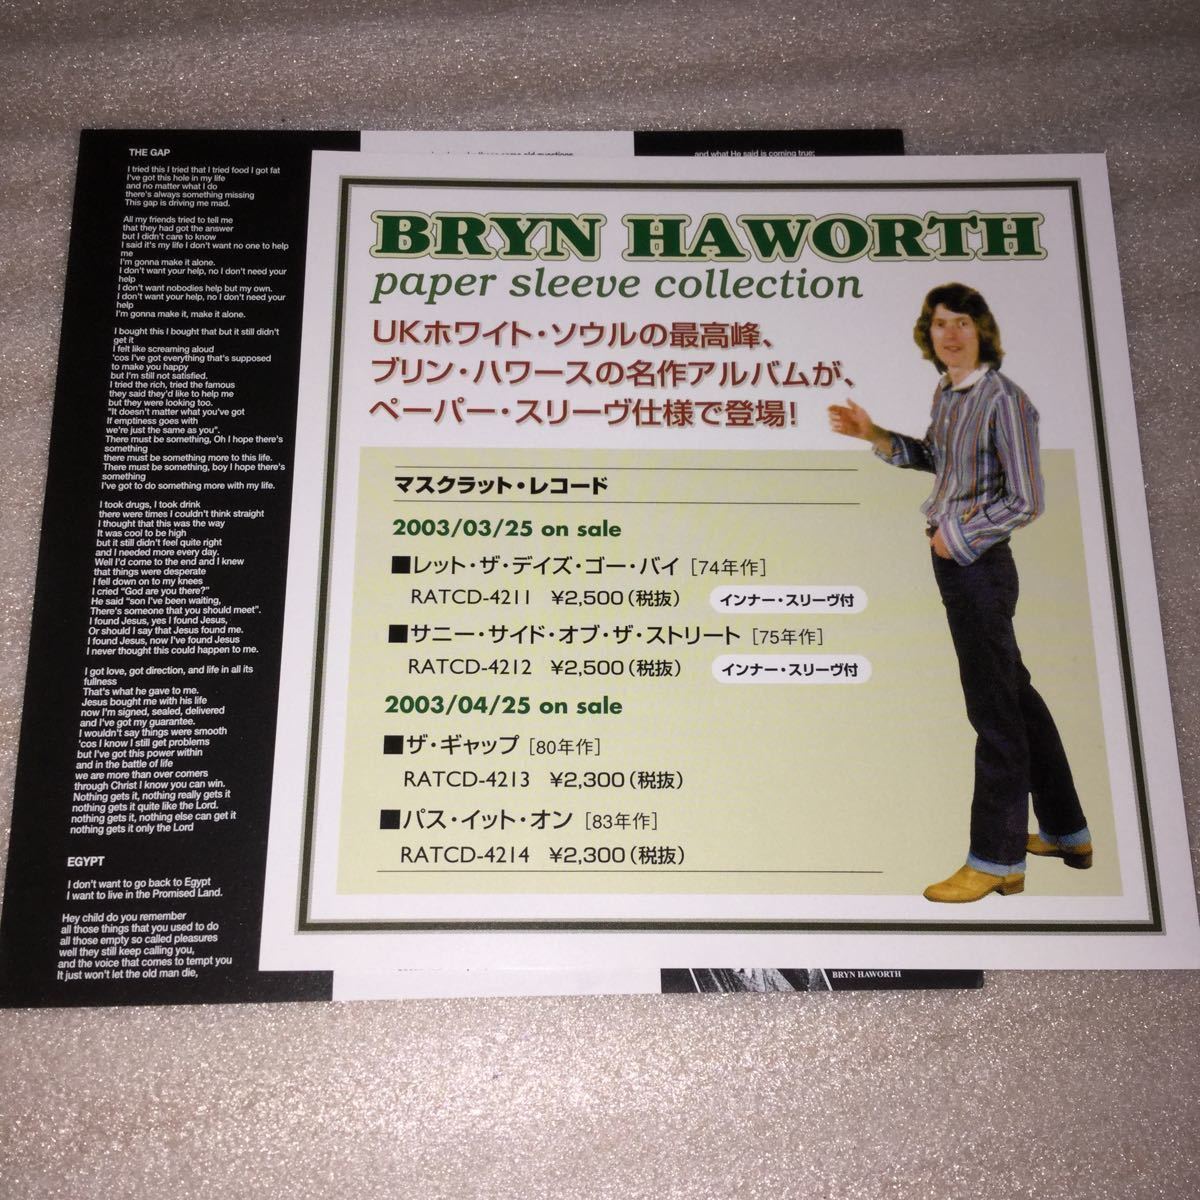 THE GAP
I tried this I tried that I tried food I got fat
I've got this hole in my life
and no matter what I do
there's always something missing
This gap is driving me mad.
All my friends tried to tell me
that they had got the answer
but I didn't care to know
I said it's my life I don't want no one to help
me
I'm gonna make it alone.
I don't want your help, no I don't need your
help
I don't want nobodies help but my own.
I don't want your help, no I don't need your
help
I'm gonna make it, make it alone.
I bought this I bought that but it still didn't
get it
I felt like screaming aloud
'cos I've got everything that's supposed
to make you happy
but I'm still not satisfied.
I tried the rich, tried the famous
they said they'd like to help me
but they were looking too.
"It doesn't matter what you've got
If emptiness goes with
we're just the same as you".
There must be something, Oh I hope there's
something
there must be something more to this life.
There must be something, boy I hope there's
something
I've got to do something more with my life.
I took drugs, I took drink
there were times I couldn't think straight
I thought that this was the way
It was cool to be high
but it still didn't feel quite right
and I needed more every day.
Well I'd come to the end and I knew
that things were desperate
I fell down on to my knees
I cried "God are you there?"
He said "son I've been waiting,
There's someone that you should meet".
I found Jesus, yes I found Jesus,
Or should I say that Jesus found me.
I found Jesus, now I've found Jesus
I never thought this could happen to me.
I got love, got direction, and life in all its
fullness
That's what he gave to me.
Jesus bought me with his life
now I'm signed, sealed, delivered
and I've got my guarantee.
I wouldn't say things were smooth
'cos I know I still get problems
but I've got this power within
and in the battle of life
we are more than over comers
through Christ I know you can win.
Nothing gets it, nothing really gets it
nothing gets it quite like the Lord.
nothing gets it, nothing else can get it
nothing gets it only the Lord
EGYPT
I don't want to go back to Egypt
I want to live in the Promised Land.
Hey child do you remember
all those things that you used to do
all those empty so called pleasures
well they still keep calling you,
and the voice that comes to tempt you
It just won't let the old man die,
and what He said is coming true:
BRYN HAWORTH
paper sleeve collection
UKホワイト・ソウルの最高峰、
ブリン・ハワースの名作アルバムが、
ペーパー・スリーヴ仕様で登場!
マスクラット・レコード
2003/03/25 on sale
■レット・ザ・デイズ・ゴー・バイ [74年作]
RATCD-4211 ¥2,500(税抜) インナー・スリーヴ付
■サニー・サイド・オブ・ザ・ストリート [75年作]
RATCD-4212 ¥2,500(税抜) インナー・スリーヴ付
2003/04/25 on sale
■ザ・ギャップ [80年作]
RATCD-4213 ¥2,300(税抜)
■パス・イット・オン [83年作]
RATCD-4214 ¥2,300(税抜)
BRYN HAWORTH